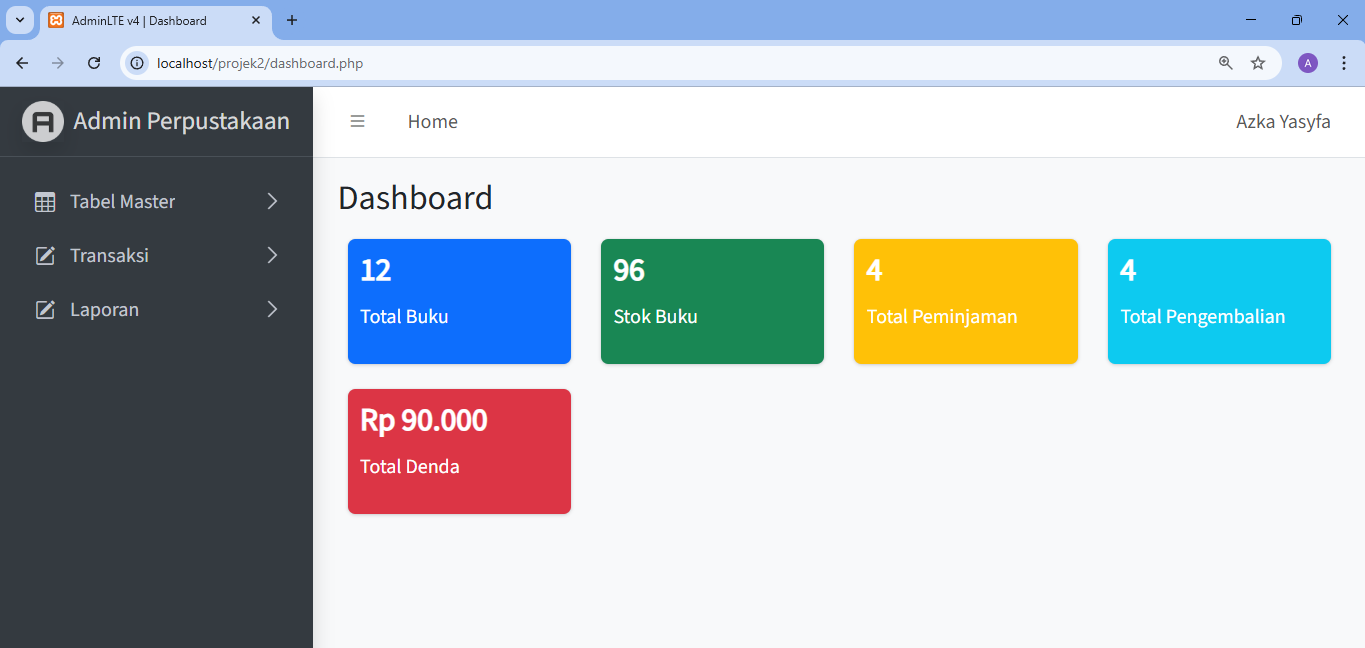 AdminLTE v4 | Dashboard
localhost/projek2/dashboard.php
A
Admin Perpustakaan
Home
Azka Yasyfa
Tabel Master
Transaksi
Laporan
Dashboard
12
Total Buku
96
Stok Buku
4
Total Peminjaman
4
Total Pengembalian
Rp 90.000
Total Denda